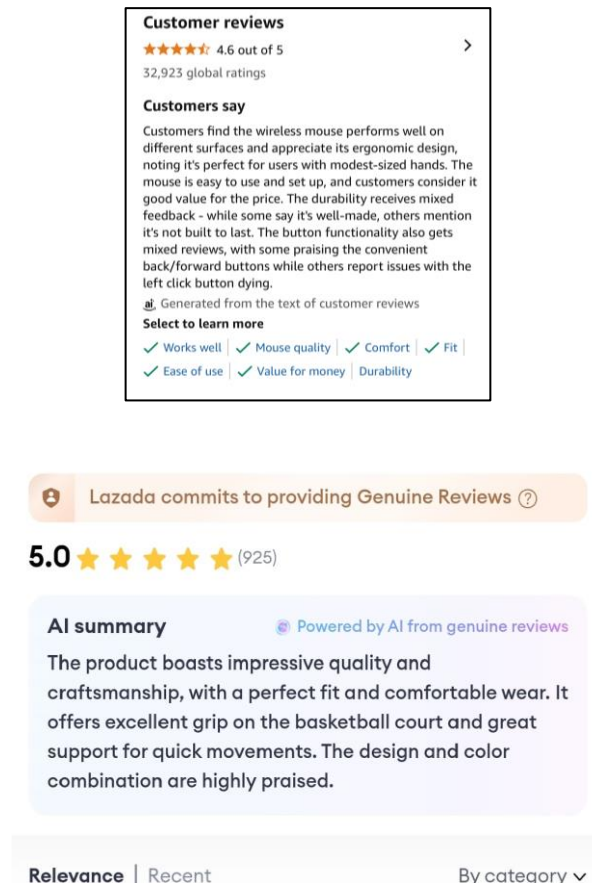 Customer reviews
4.6 out of 5
32,923 global ratings
Customers say
Customers find the wireless mouse performs well on
different surfaces and appreciate its ergonomic design,
noting it's perfect for users with modest-sized hands. The
mouse is easy to use and set up, and customers consider it
good value for the price. The durability receives mixed
feedback - while some say it's well-made, others mention
it's not built to last. The button functionality also gets
mixed reviews, with some praising the convenient
back/forward buttons while others report issues with the
left click button dying.
ai Generated from the text of customer reviews
Select to learn more
Works well | Mouse quality | Comfort | Fit |
Ease of use | Value for money | Durability
Lazada commits to providing Genuine Reviews ?
5.0 (925)
AI summary Powered by AI from genuine reviews
The product boasts impressive quality and
craftsmanship, with a perfect fit and comfortable wear. It
offers excellent grip on the basketball court and great
support for quick movements. The design and color
combination are highly praised.
Relevance | Recent By category